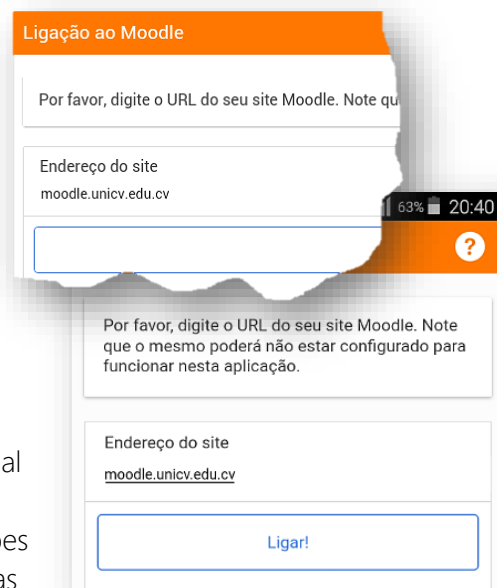 Ligação ao Moodle
Por favor, digite o URL do seu site Moodle. Note qu
Endereço do site
moodle.unicv.edu.cv
63% 20:40
?
Por favor, digite o URL do seu site Moodle. Note
que o mesmo poderá não estar configurado para
funcionar nesta aplicação.
Endereço do site
moodle.unicv.edu.cv
Ligar!
al
as